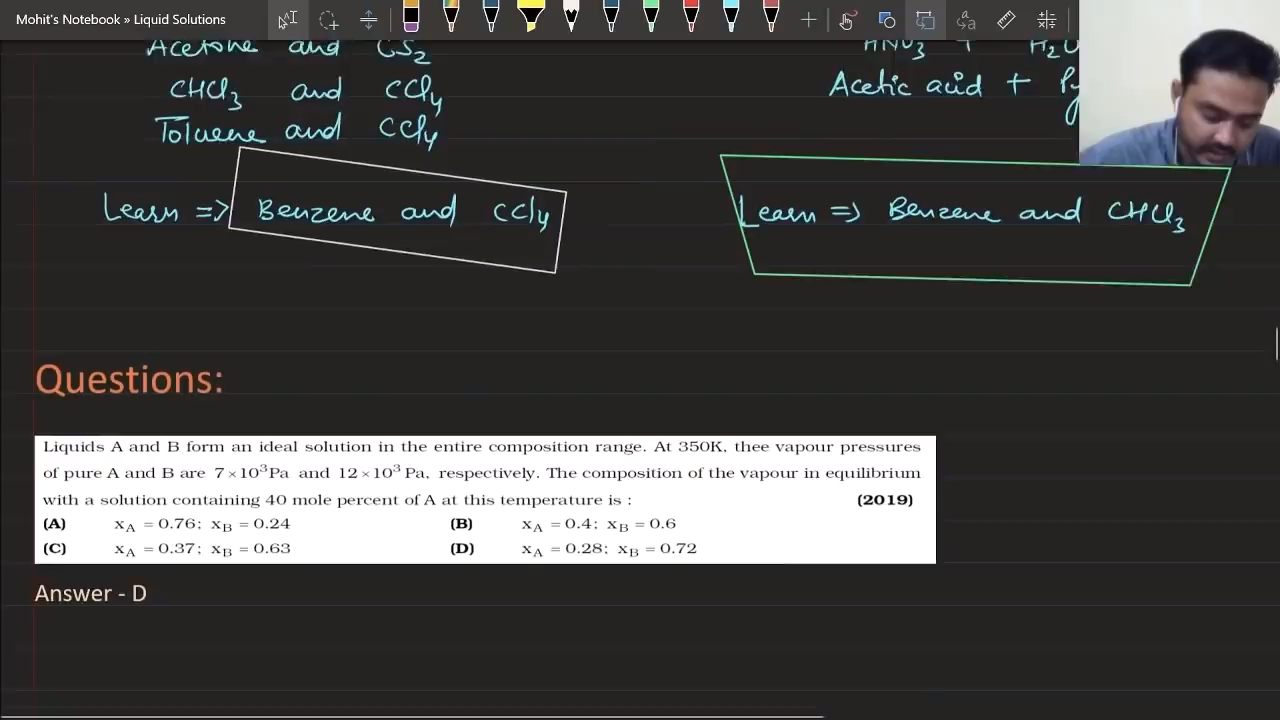 Mohit's Notebook » Liquid Solutions
Acetone and CS2
HNO3 + H2O
CHCl3 and CCl4
Acetic acid +
Toluene and CCl4
Learn => Benzene and CCl4
Learn => Benzene and CHCl3
Questions:
Liquids A and B form an ideal solution in the entire composition range. At 350K, thee vapour pressures
of pure A and B are 7×10³Pa and 12×10³ Pa, respectively. The composition of the vapour in equilibrium
with a solution containing 40 mole percent of A at this temperature is : (2019)
(A) xA = 0.76; xB = 0.24 (B) xA = 0.4; xB = 0.6
(C) xA = 0.37; xB = 0.63 (D) xA = 0.28; xB = 0.72
Answer - D